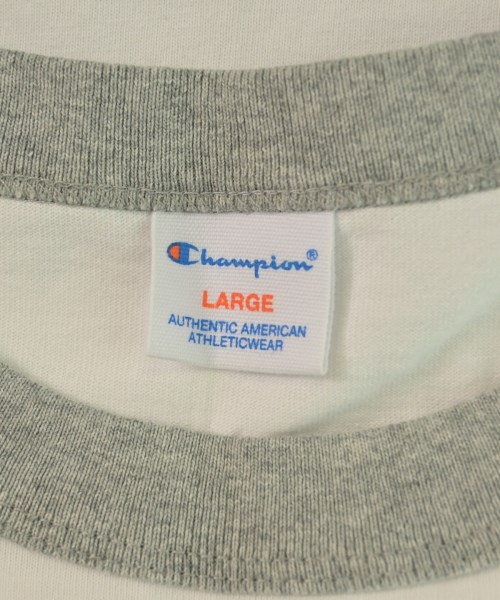 Champion®
LARGE
AUTHENTIC AMERICAN
ATHLETICWEAR